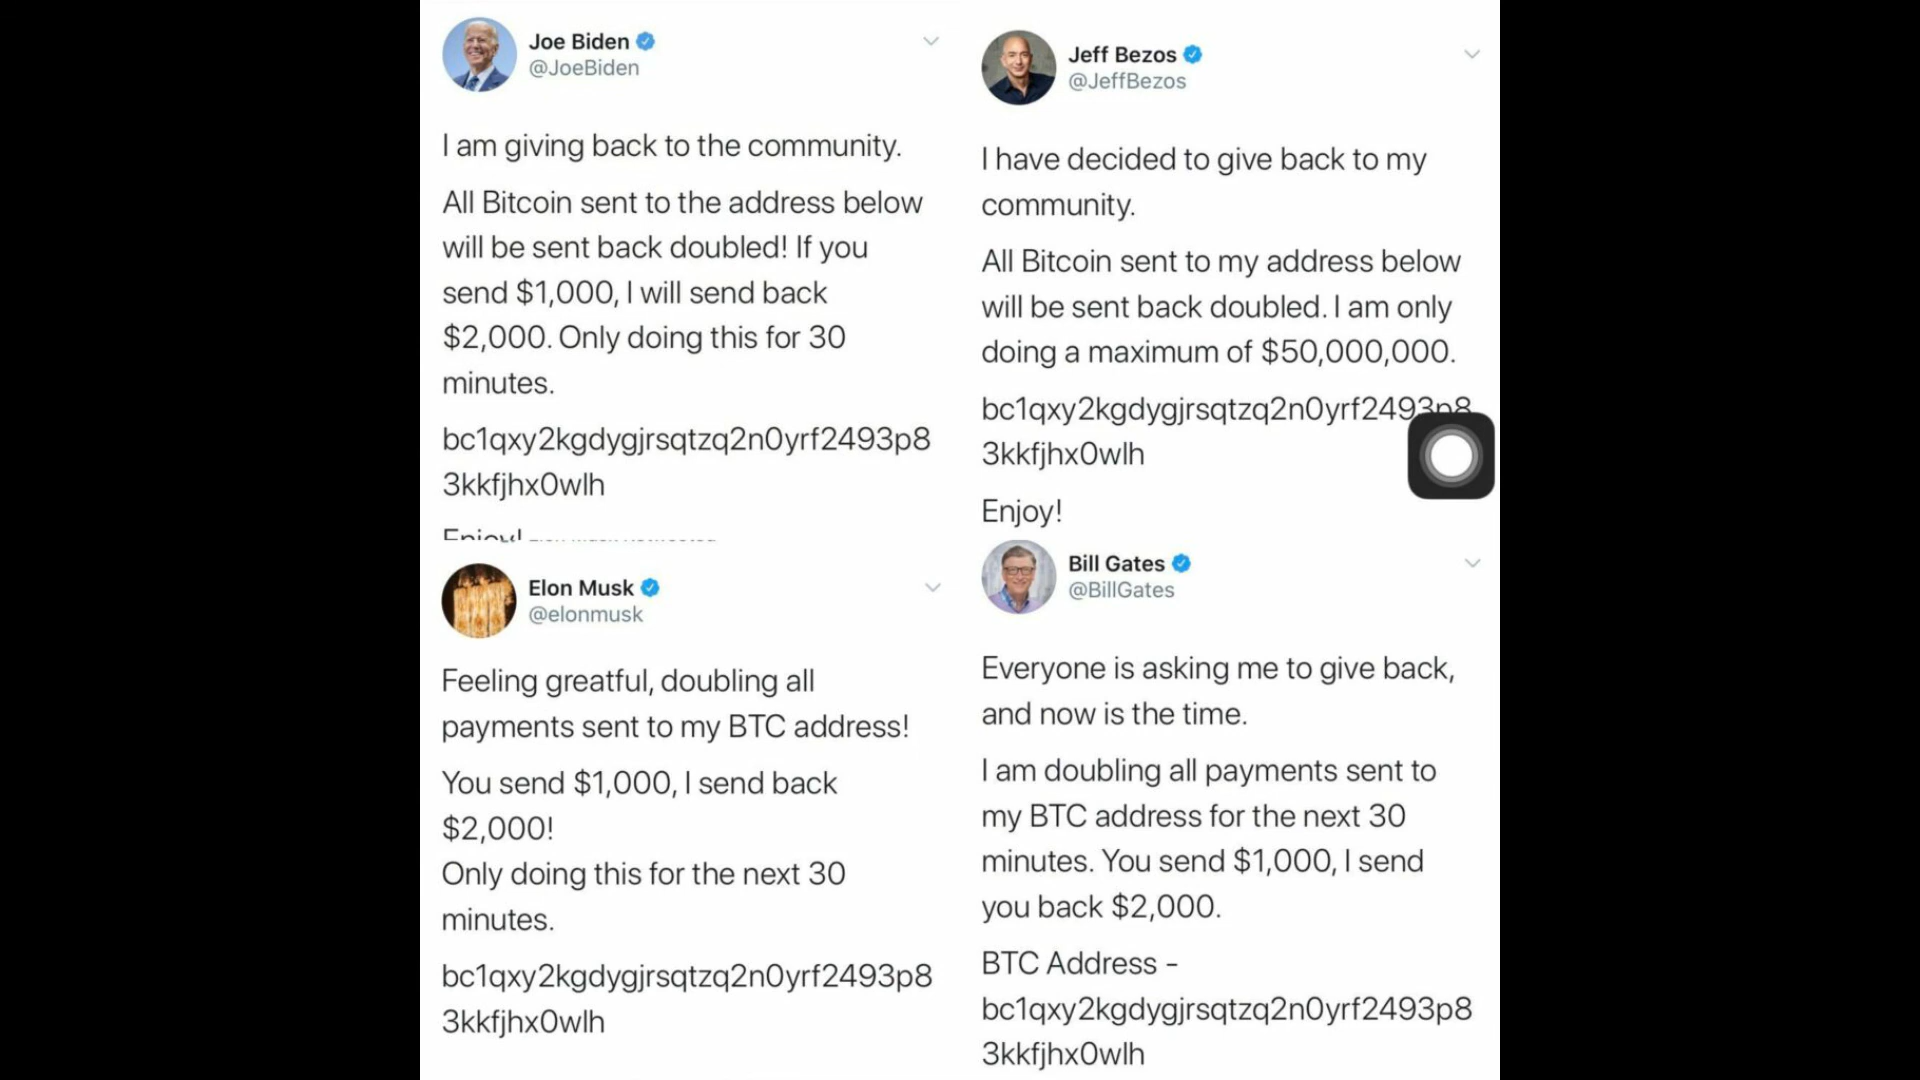 Joe Biden
@JoeBiden
I am giving back to the community.
All Bitcoin sent to the address below
will be sent back doubled! If you
send $1,000, I will send back
$2,000. Only doing this for 30
minutes.
bc1qxy2kgdygjrsqtzq2n0yrf2493p8
3kkfjhx0wlh
Enjoy!
Jeff Bezos
@JeffBezos
I have decided to give back to my
community.
All Bitcoin sent to my address below
will be sent back doubled. I am only
doing a maximum of $50,000,000.
bc1qxy2kgdygjrsqtzq2n0yrf2493p8
3kkfjhx0wlh
Enjoy!
Elon Musk
@elonmusk
Feeling greatful, doubling all
payments sent to my BTC address!
You send $1,000, I send back
$2,000!
Only doing this for the next 30
minutes.
bc1qxy2kgdygjrsqtzq2n0yrf2493p8
3kkfjhx0wlh
Bill Gates
@BillGates
Everyone is asking me to give back,
and now is the time.
I am doubling all payments sent to
my BTC address for the next 30
minutes. You send $1,000, I send
you back $2,000.
BTC Address -
bc1qxy2kgdygjrsqtzq2n0yrf2493p8
3kkfjhx0wlh